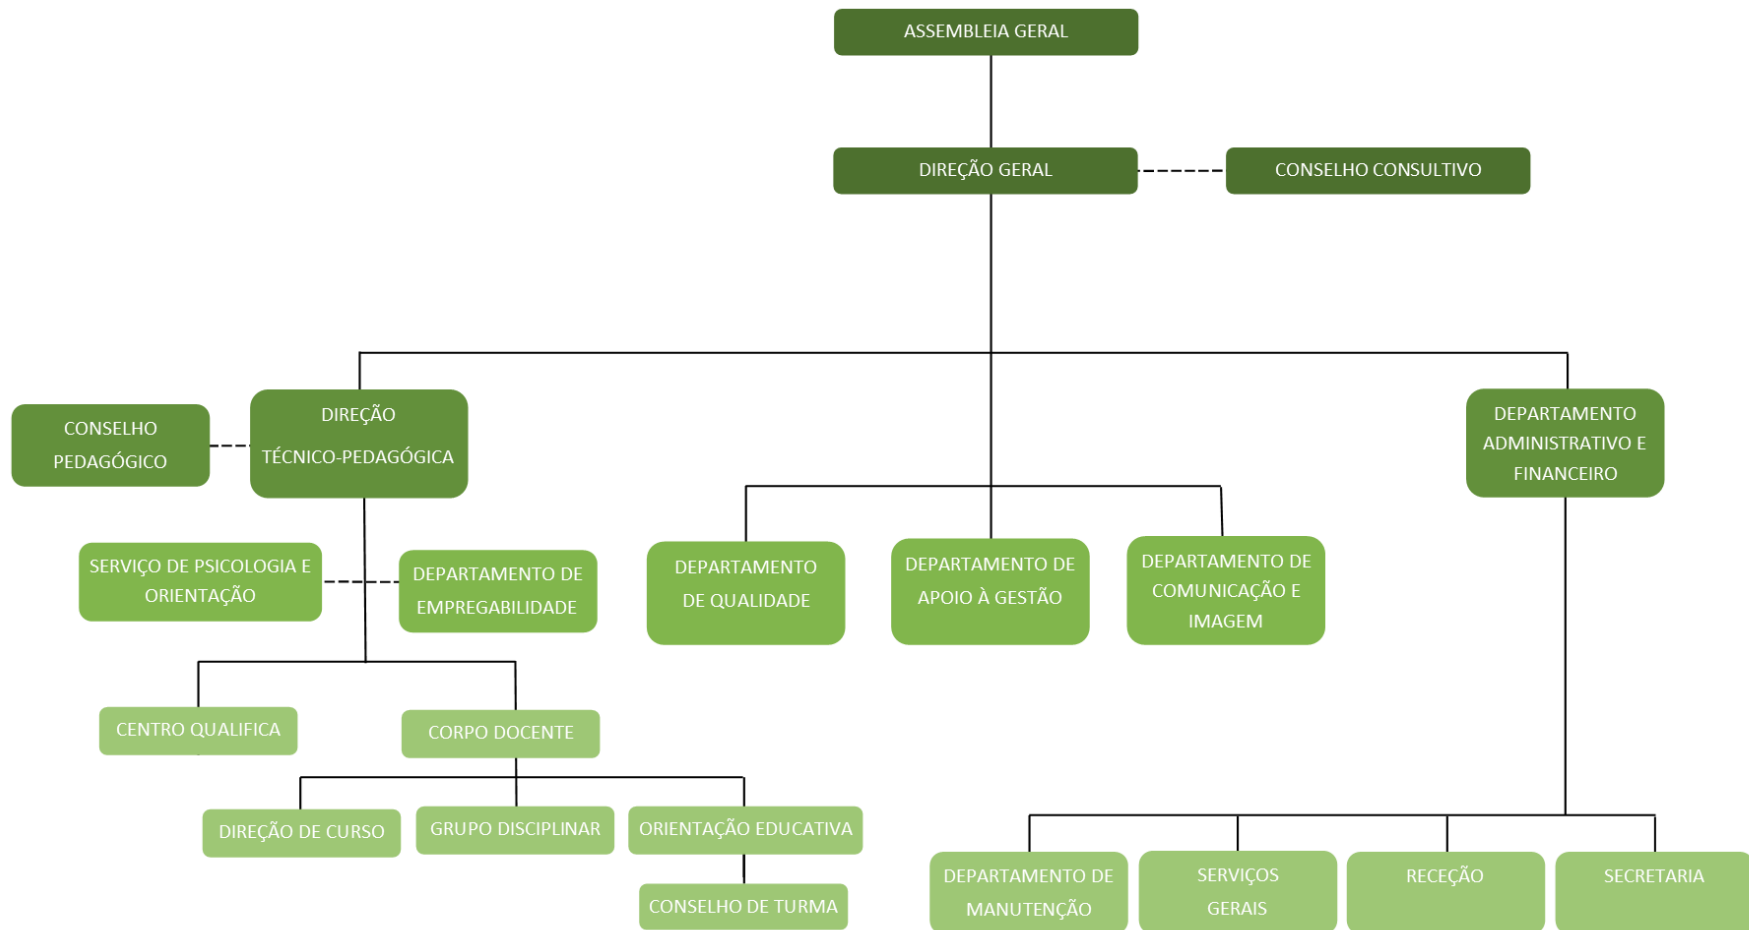 ASSEMBLEIA GERAL
DIREÇÃO GERAL
CONSELHO CONSULTIVO
CONSELHO
PEDAGÓGICO
DIREÇÃO
TÉCNICO-PEDAGÓGICA
DEPARTAMENTO
ADMINISTRATIVO E
FINANCEIRO
SERVIÇO DE PSICOLOGIA E
ORIENTAÇÃO
DEPARTAMENTO DE
EMPREGABILIDADE
DEPARTAMENTO
DE QUALIDADE
DEPARTAMENTO DE
APOIO À GESTÃO
DEPARTAMENTO DE
COMUNICAÇÃO E
IMAGEM
CENTRO QUALIFICA
CORPO DOCENTE
DIREÇÃO DE CURSO
GRUPO DISCIPLINAR
ORIENTAÇÃO EDUCATIVA
CONSELHO DE TURMA
DEPARTAMENTO DE
MANUTENÇÃO
SERVIÇOS
GERAIS
RECEÇÃO
SECRETARIA